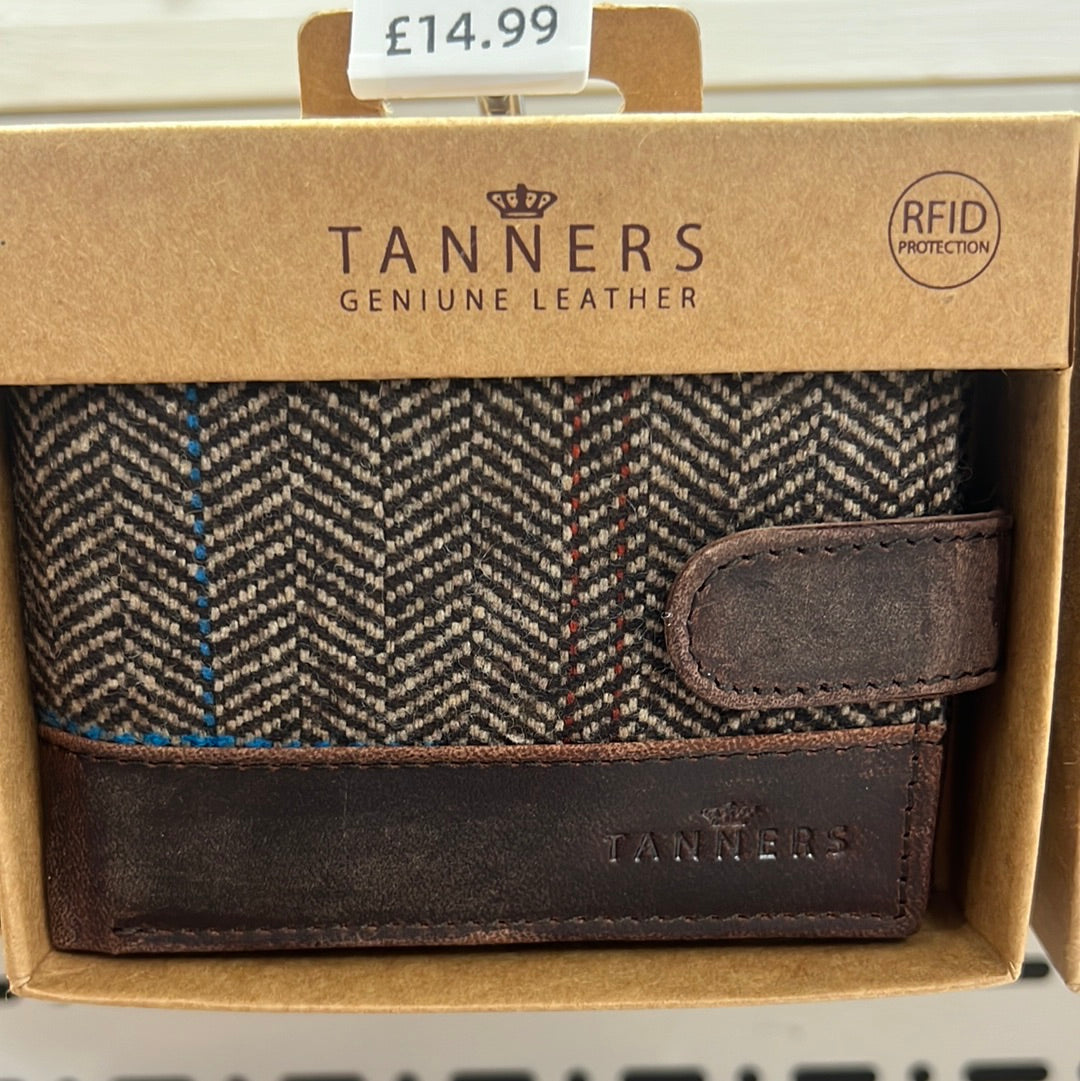 £14.99
TANNERS
GENIUNE LEATHER
RFID
PROTECTION
TANNERS